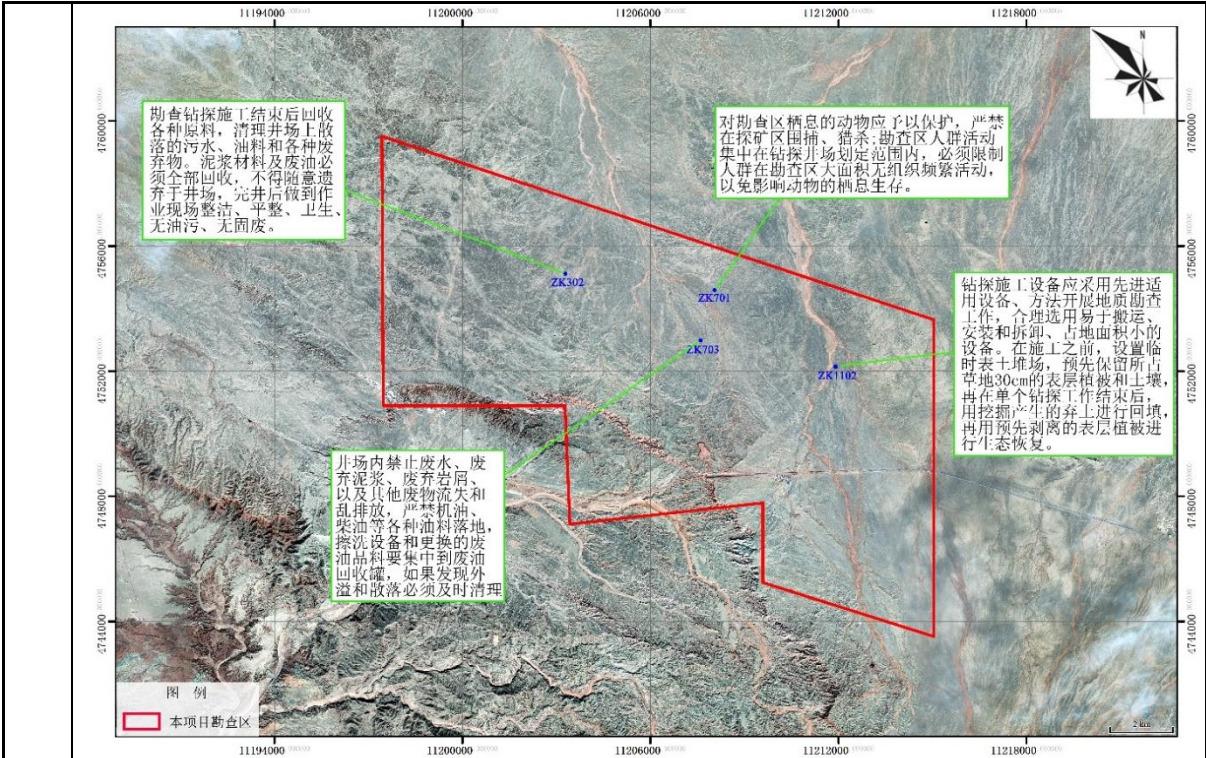 11194000
11200000
11206000
11212000
11218000
N
4760000
4760000
勘查钻探施工结束后回收
各种原料，清理井场上散
落的污水、油料和各种废
弃物。泥浆材料及废油必
须全部回收，不得随意遗
弃于井场，完井后做到作
业现场整洁、平整、卫生、
无油污、无固废。
对勘查区栖息的动物应予以保护，严禁
在探矿区围捕、猎杀;勘查区人群活动
集中在钻探井场划定范围内，必须限制
人群在勘查区大面积无组织频繁活动，
以免影响动物的栖息生存。
4756000
4756000
ZK302
ZK701
ZK703
ZK1102
钻探施工设备应采用先进适
用设备、方法开展地质勘查
工作，合理选用易于搬运、
安装和拆卸、占地面积小的
设备。在施工之前，设置临
时表土堆场，预先保留所占
草地30cm的表层植被和土壤，
再在单个钻探工作结束后，
用挖掘产生的弃土进行回填，
再用预先剥离的表层植被进
行生态恢复。
4752000
4752000
井场内禁止废水、废
弃泥浆、废弃岩屑、
以及其他废物流失和
乱排放，严禁机油、
柴油等各种油料落地，
擦洗设备和更换的废
油品料要集中到废油
回收罐，如果发现外
溢和散落必须及时清理
4748000
4748000
4744000
4744000
图 例
本项目勘查区
2 km
11194000
11200000
11206000
11212000
11218000